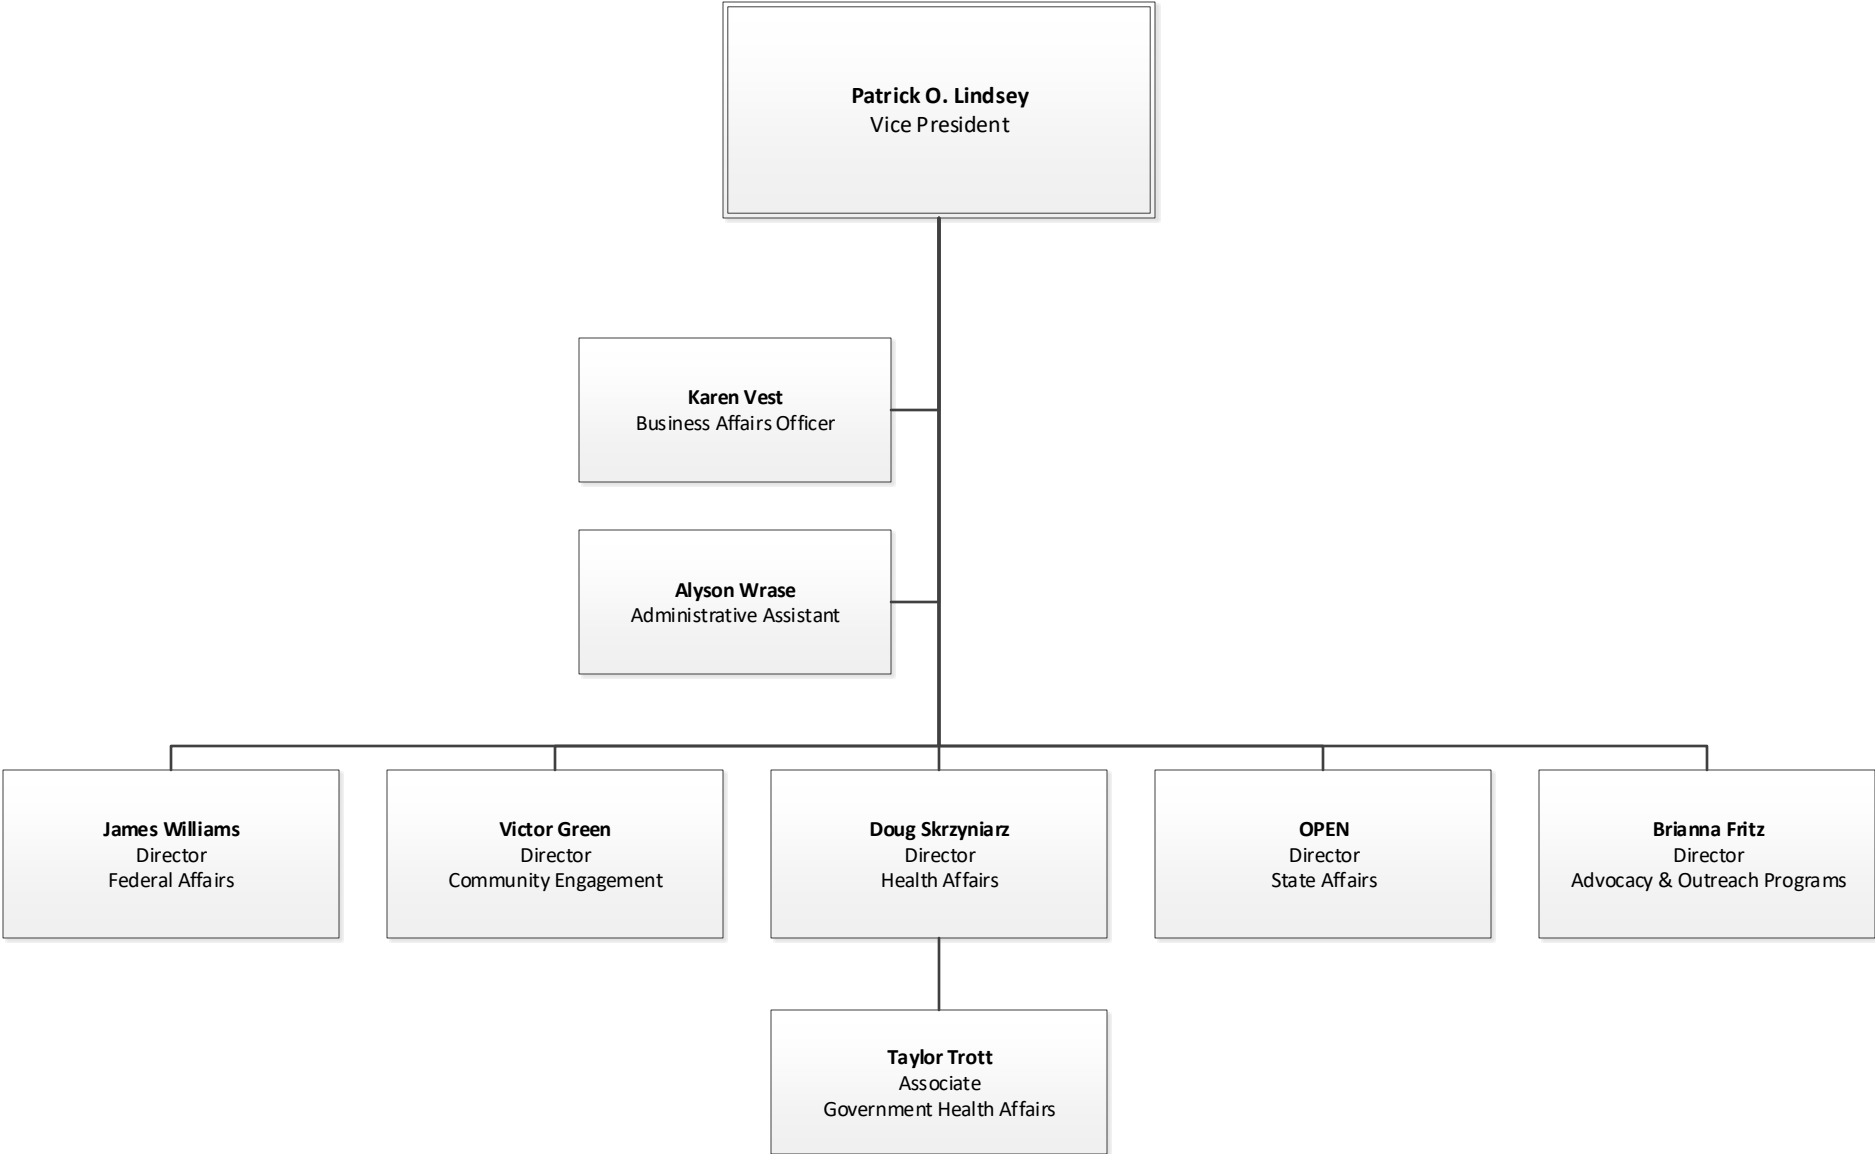 Patrick O. Lindsey
Vice President
Karen Vest
Business Affairs Officer
Alyson Wrase
Administrative Assistant
James Williams
Director
Federal Affairs
Victor Green
Director
Community Engagement
Doug Skrzyniarz
Director
Health Affairs
OPEN
Director
State Affairs
Brianna Fritz
Director
Advocacy & Outreach Programs
Taylor Trott
Associate
Government Health Affairs